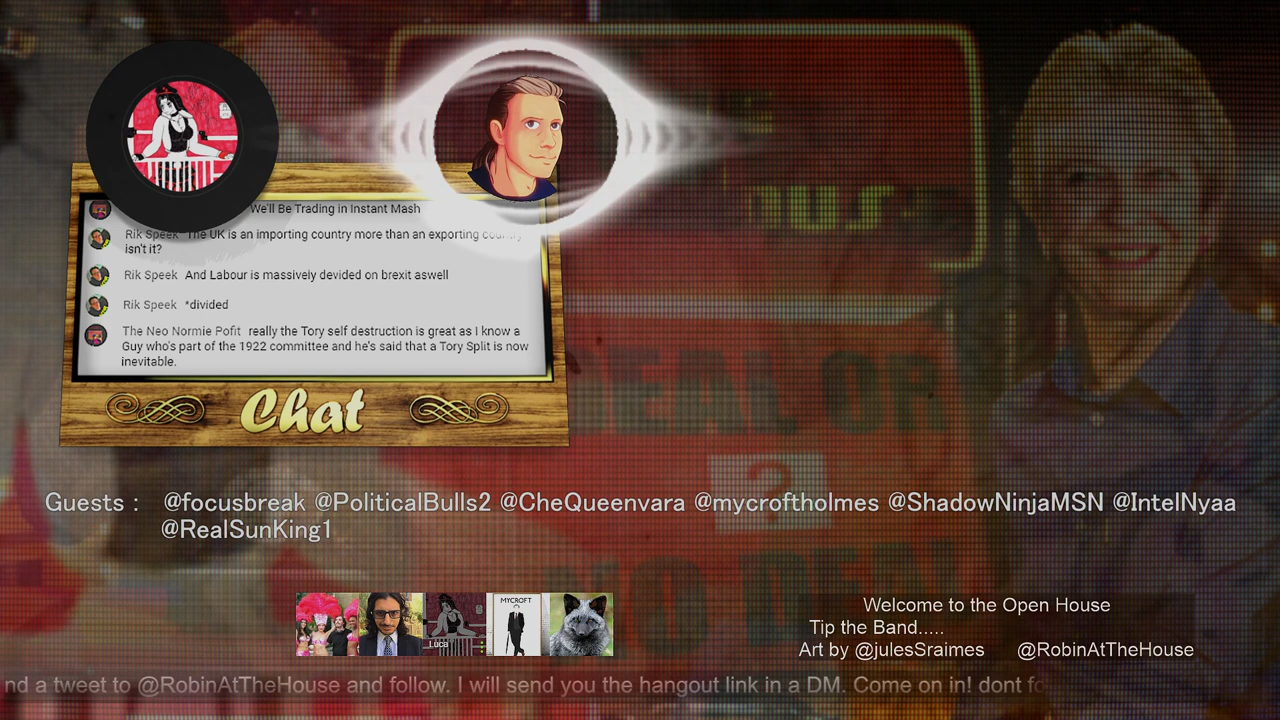 We'll Be Trading in Instant Mash
Rik Speek The UK is an importing country more than an exporting country
isn't it?
Rik Speek And Labour is massively devided on brexit aswell
Rik Speek *divided
The Neo Normie Pofit really the Tory self destruction is great as I know a
Guy who's part of the 1922 committee and he's said that a Tory Split is now
inevitable.
Chat
DEAL OR
?
NO DEAL
Guests : @focusbreak @PoliticalBulls2 @CheQueenvara @mycroftholmes @ShadowNinjaMSN @IntelNyaa
@RealSunKing1
MYCROFT
Luca
Welcome to the Open House
Tip the Band.....
Art by @julesSraimes @RobinAtTheHouse
nd a tweet to @RobinAtTheHouse and follow. I will send you the hangout link in a DM. Come on in! dont fo